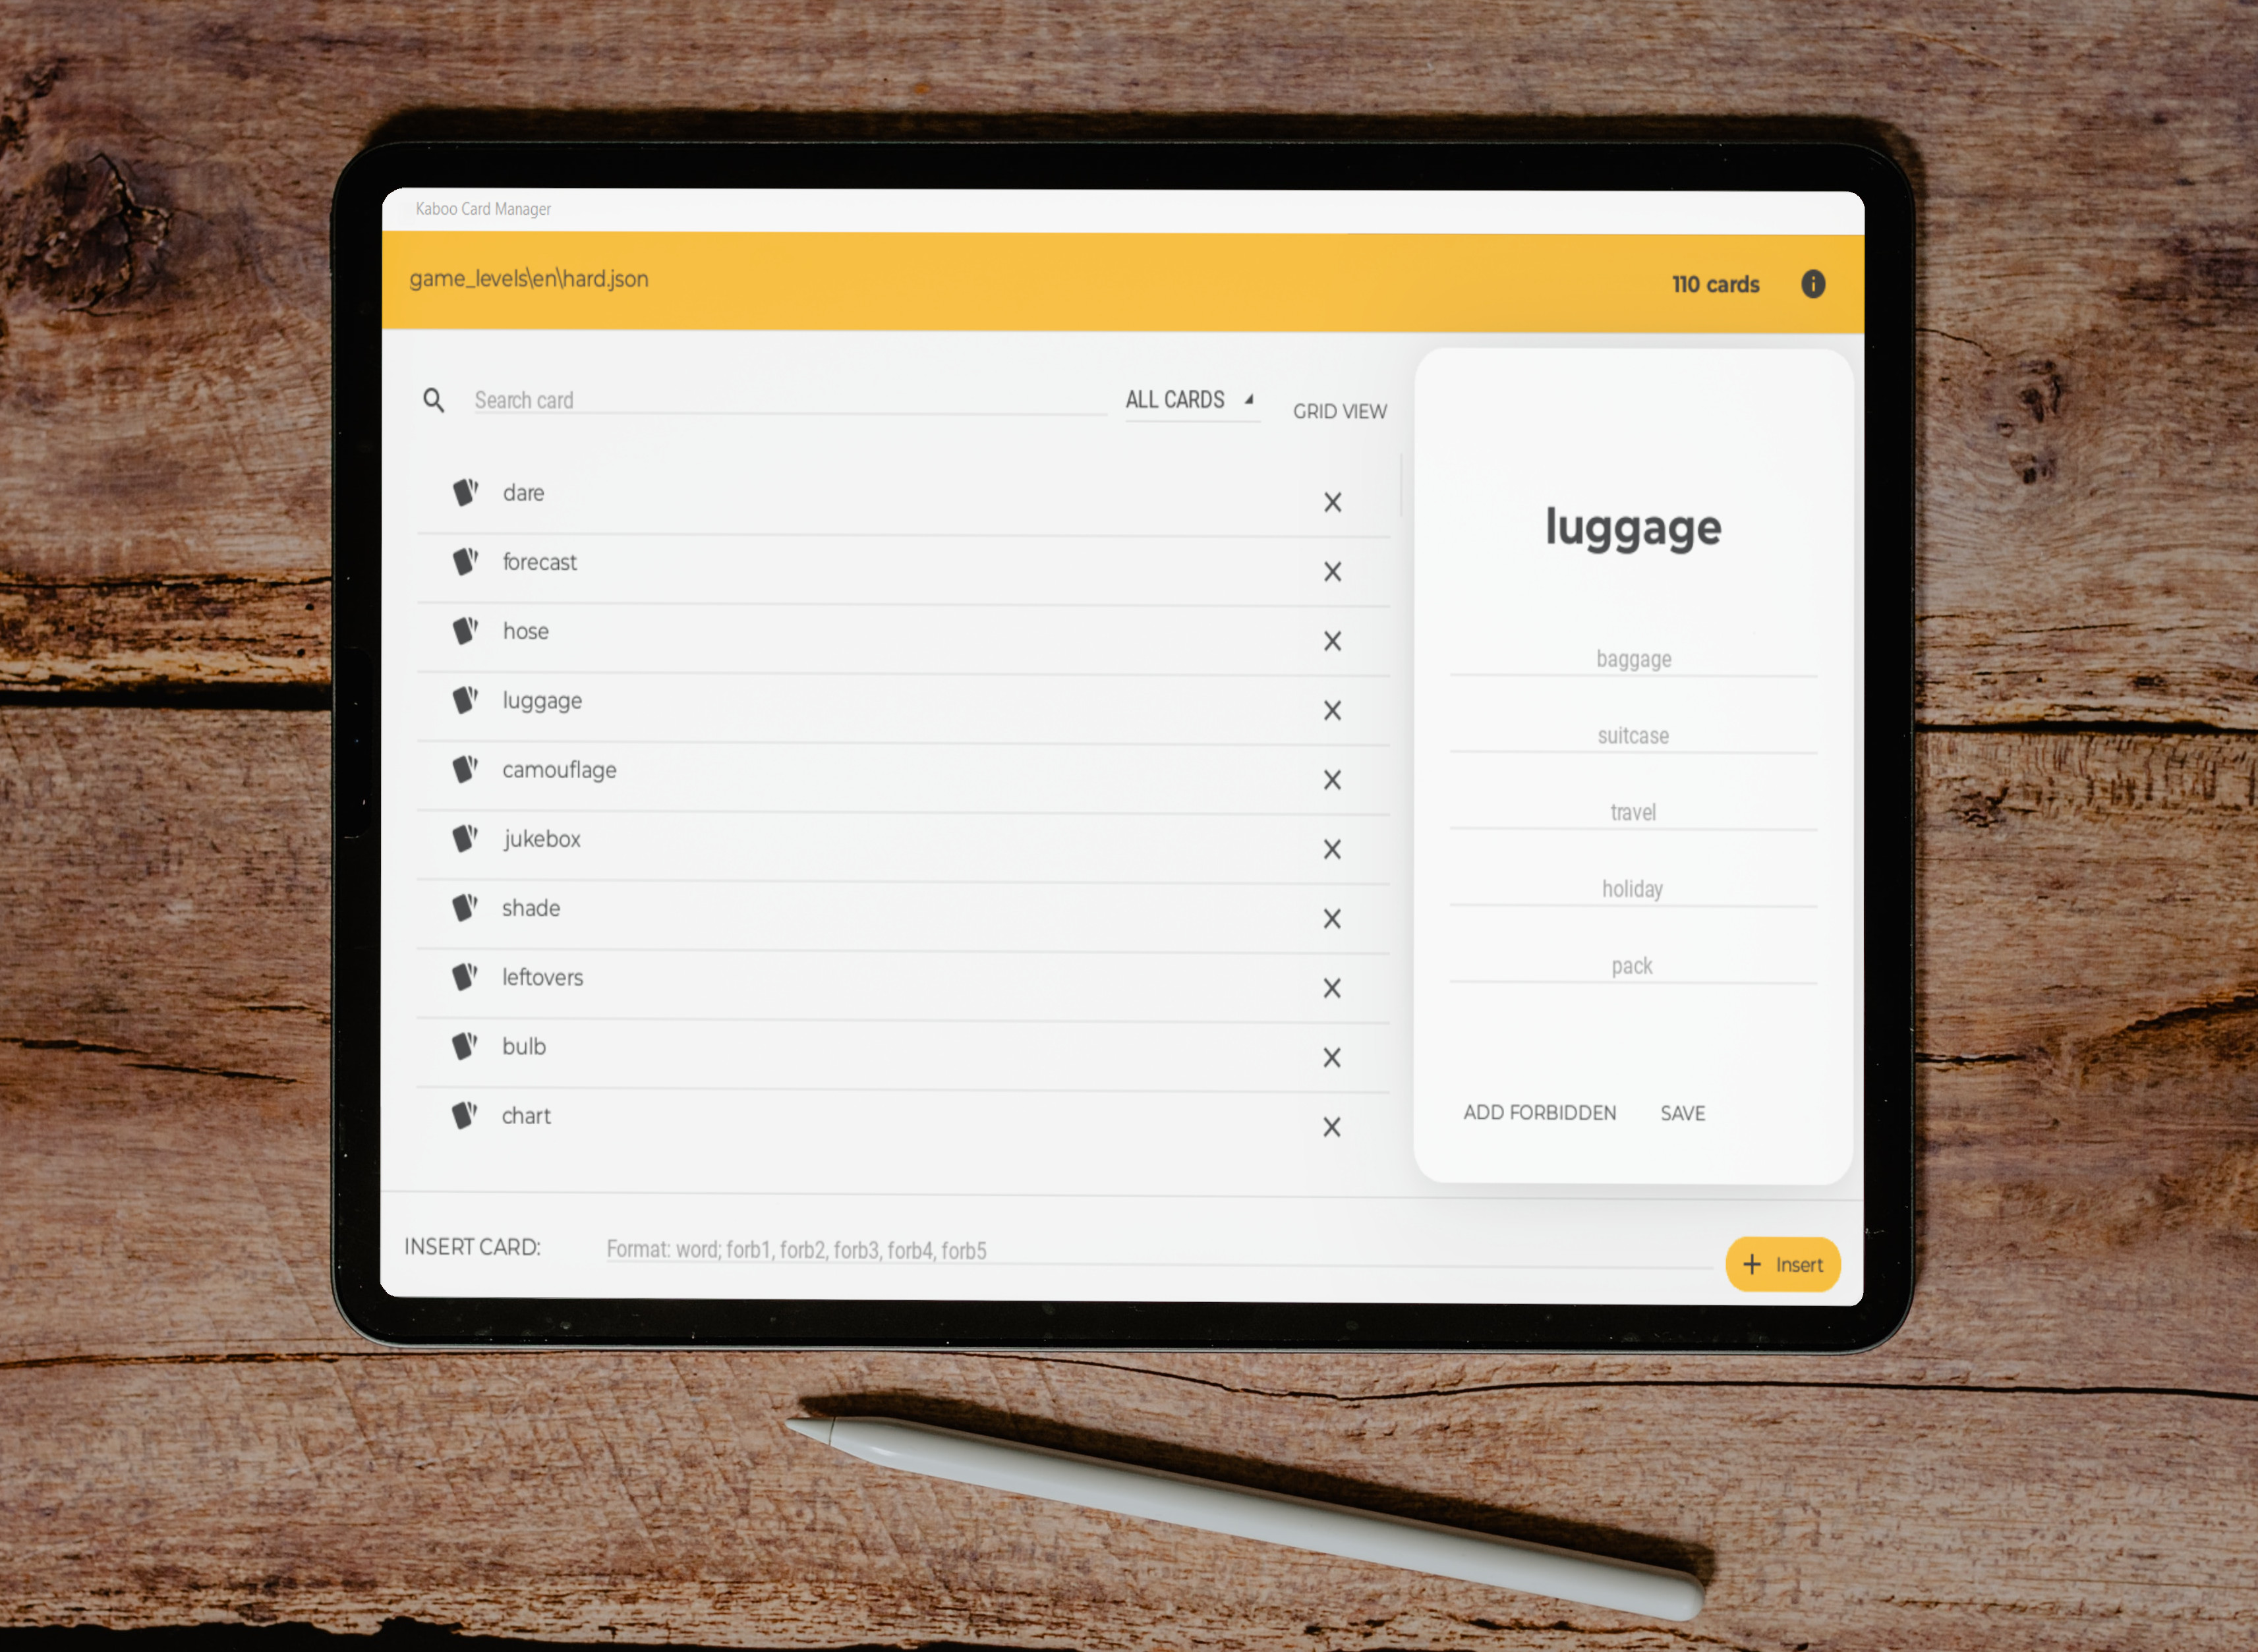 Kaboo Card Manager
game_levels\en\hard.json
110 cards
Search card
ALL CARDS
GRID VIEW
dare
forecast
hose
luggage
camouflage
jukebox
shade
leftovers
bulb
chart
luggage
baggage
suitcase
travel
holiday
pack
ADD FORBIDDEN SAVE
INSERT CARD: Format: word; forb1, forb2, forb3, forb4, forb5
+ Insert